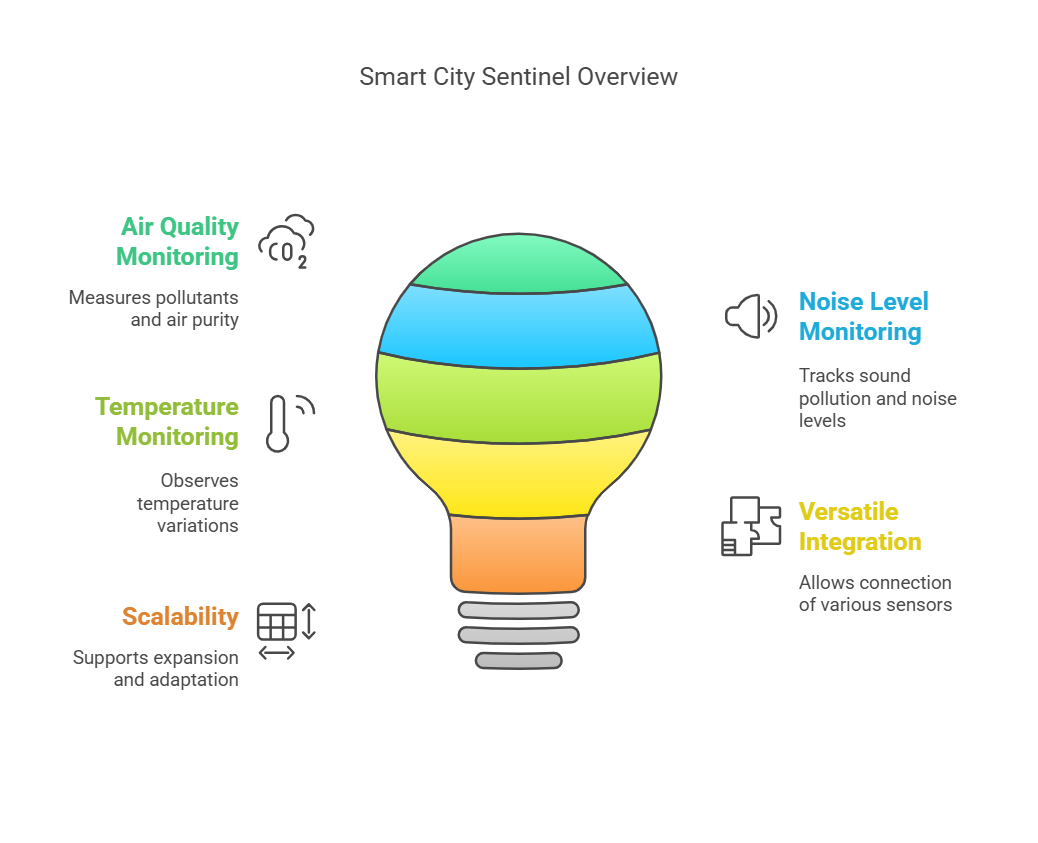 Smart City Sentinel Overview
Air Quality
Monitoring
CO2
Measures pollutants
and air purity
Noise Level
Monitoring
Tracks sound
pollution and noise
levels
Temperature
Monitoring
Observes
temperature
variations
Versatile
Integration
Allows connection
of various sensors
Scalability
Supports expansion
and adaptation